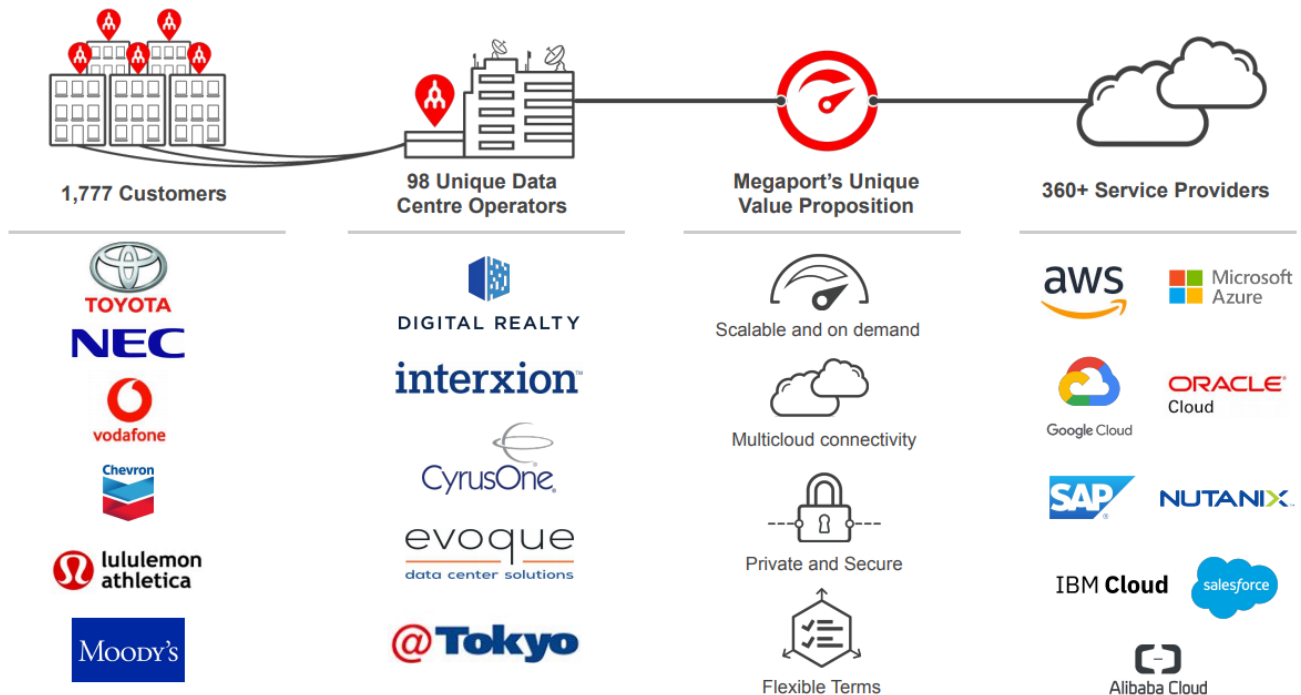 1,777 Customers
98 Unique Data
Centre Operators
Megaport's Unique
Value Proposition
360+ Service Providers
TOYOTA
NEC
vodafone
Chevron
lululemon
athletica
MOODY'S
DIGITAL REALTY
interxion™
CyrusOne®
evoque
data center solutions
@Tokyo
Scalable and on demand
Multicloud connectivity
Private and Secure
Flexible Terms
aws
Microsoft
Azure
Google Cloud
ORACLE®
Cloud
SAP®
NUTANIX™
IBM Cloud
salesforce
Alibaba Cloud